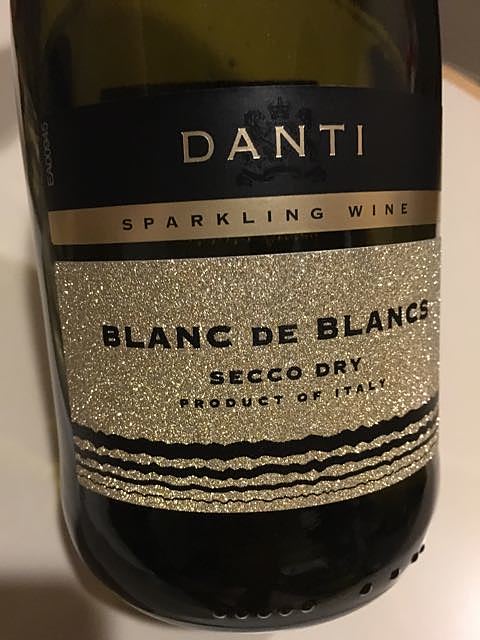 DANTI
SPARKLING WINE
BLANC DE BLANCS
SECCO DRY
PRODUCT OF ITALY